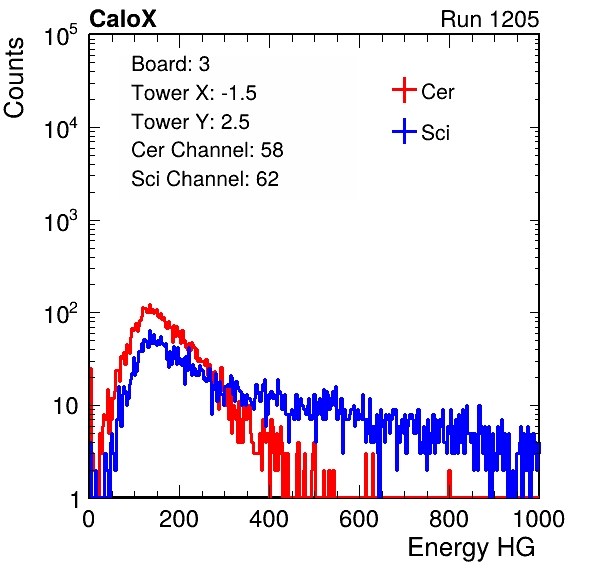 CaloX
Run 1205
Counts
10^5
10^4
10^3
10^2
10
1
Board: 3
Tower X: -1.5
Tower Y: 2.5
Cer Channel: 58
Sci Channel: 62
Cer
Sci
0 200 400 600 800 1000
Energy HG